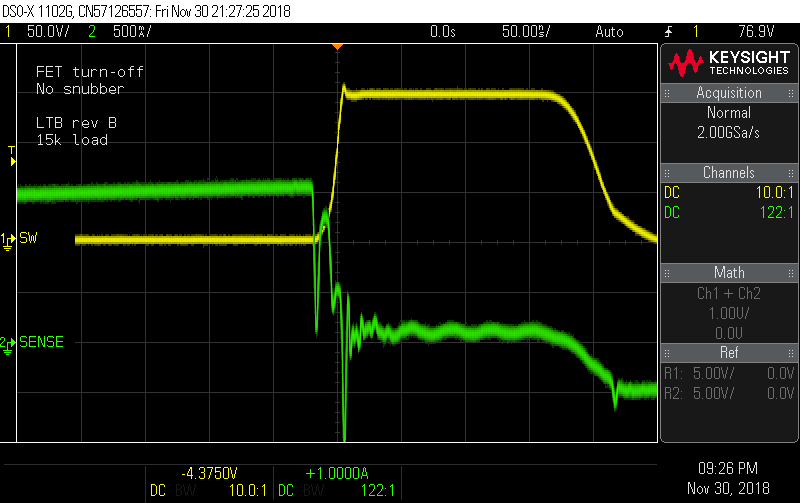 DSO-X 1102G, CN57126557: Fri Nov 30 21:27:25 2018
1 50.0V/ 2 500㎃/ 0.0s 50.00㎱/ Auto 1 76.9V
FET turn-off
No snubber
LTB rev B
15k load
T
1 SW
2 SENSE
KEYSIGHT
TECHNOLOGIES
Acquisition
Normal
2.00GSa/s
Channels
DC 10.0:1
DC 122:1
Math
Ch1 + Ch2
1.00V/
0.0V
Ref
R1: 5.00V/ 0.0V
R2: 5.00V/ 0.0V
-4.3750V +1.0000A
DC BW 10.0:1 DC BW 122:1
09:26 PM
Nov 30, 2018